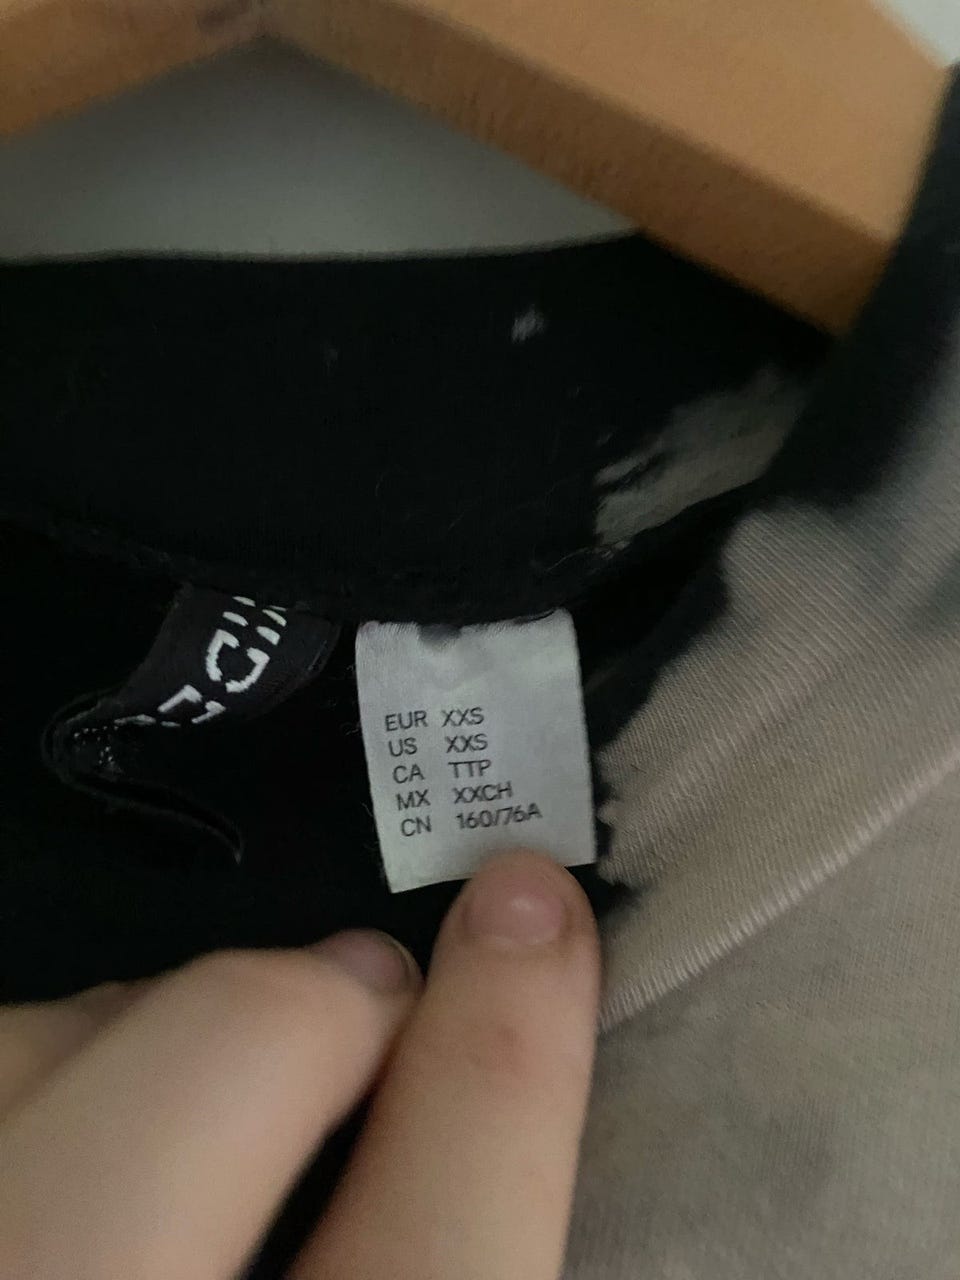 EUR XXS
US XXS
CA TTP
MX XXCH
CN 160/76A